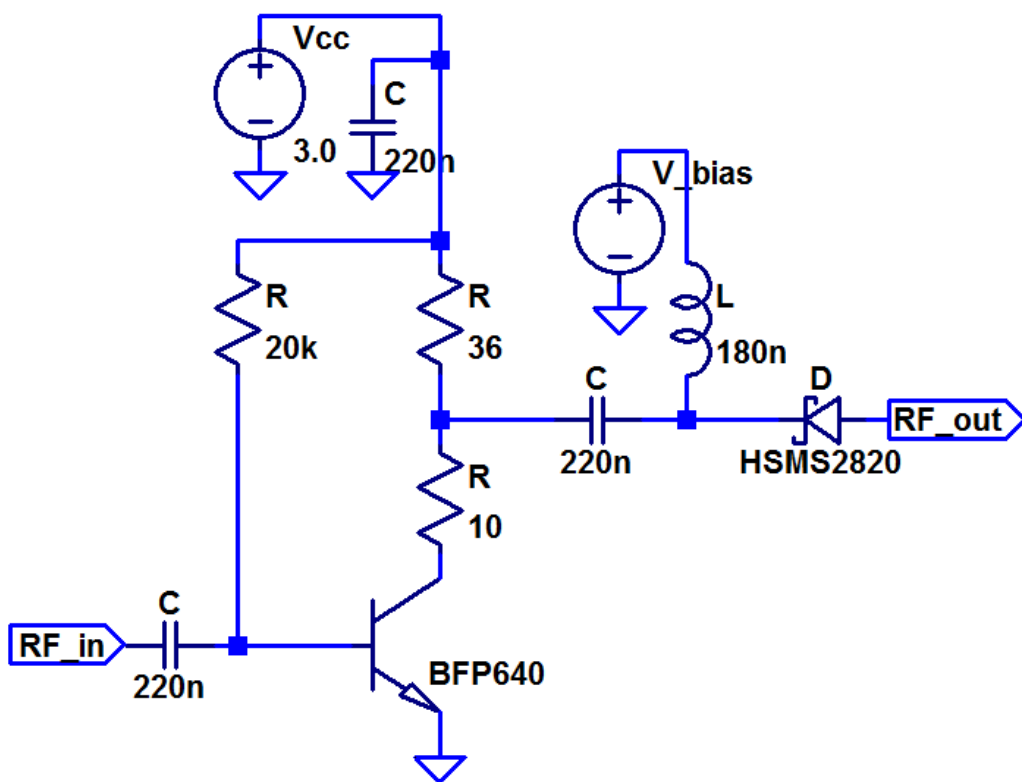 Vcc
C
3.0
220n
V_bias
R
20k
R
36
L
180n
C
220n
D
HSMS2820
RF_out
R
10
RF_in
C
220n
BFP640